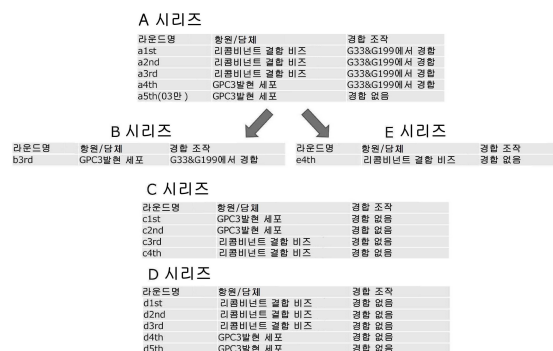 A 시리즈
라운드명 항원/담체 경합 조작
a1st 리콤비넌트 결합 비즈 G33&G199에서 경합
a2nd 리콤비넌트 결합 비즈 G33&G199에서 경합
a3rd 리콤비넌트 결합 비즈 G33&G199에서 경합
a4th GPC3발현 세포 G33&G199에서 경합
a5th(03만) GPC3발현 세포 경합 없음
B 시리즈
라운드명 항원/담체 경합 조작
b3rd GPC3발현 세포 G33&G199에서 경합
E 시리즈
라운드명 항원/담체 경합 조작
e4th 리콤비넌트 결합 비즈 경합 없음
C 시리즈
라운드명 항원/담체 경합 조작
c1st GPC3발현 세포 경합 없음
c2nd GPC3발현 세포 경합 없음
c3rd 리콤비넌트 결합 비즈 경합 없음
c4th 리콤비넌트 결합 비즈 경합 없음
D 시리즈
라운드명 항원/담체 경합 조작
d1st 리콤비넌트 결합 비즈 경합 없음
d2nd 리콤비넌트 결합 비즈 경합 없음
d3rd 리콤비넌트 결합 비즈 경합 없음
d4th GPC3발현 세포 경합 없음
d5th GPC3발현 세포 경합 없음